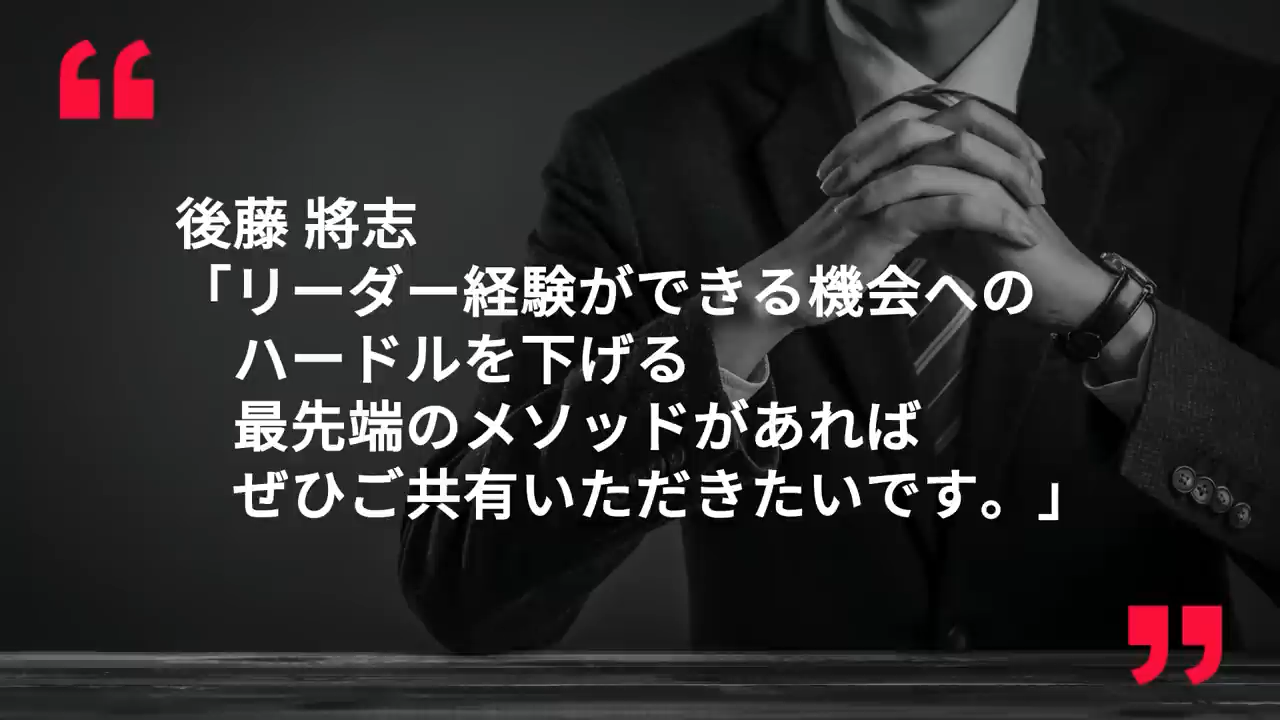 後藤 將志
「リーダー経験ができる機会への
ハードルを下げる
最先端のメソッドがあれば
ぜひご共有いただきたいです。」